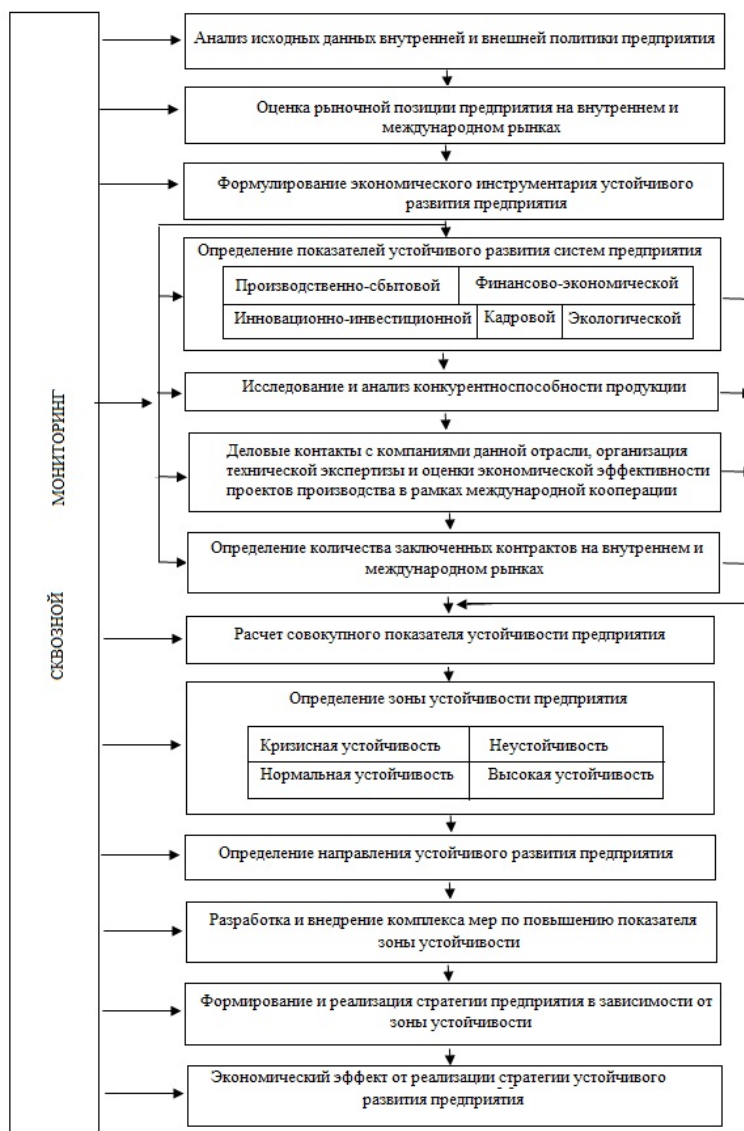 Анализ исходных данных внутренней и внешней политики предприятия
Оценка рыночной позиции предприятия на внутреннем и
международном рынках
Формулирование экономического инструментария устойчивого
развития предприятия
Определение показателей устойчивого развития систем предприятия
Производственно-сбытовой
Финансово-экономической
Инновационно-инвестиционной
Кадровой
Экологической
Исследование и анализ конкурентноспособности продукции
Деловые контакты с компаниями данной отрасли, организация
технической экспертизы и оценки экономической эффективности
проектов производства в рамках международной кооперации
Определение количества заключенных контрактов на внутреннем и
международном рынках
Расчет совокупного показателя устойчивости предприятия
Определение зоны устойчивости предприятия
Кризисная устойчивость
Неустойчивость
Нормальная устойчивость
Высокая устойчивость
Определение направления устойчивого развития предприятия
Разработка и внедрение комплекса мер по повышению показателя
зоны устойчивости
Формирование и реализация стратегии предприятия в зависимости от
зоны устойчивости
Экономический эффект от реализации стратегии устойчивого
развития предприятия
СКВОЗНОЙ МОНИТОРИНГ